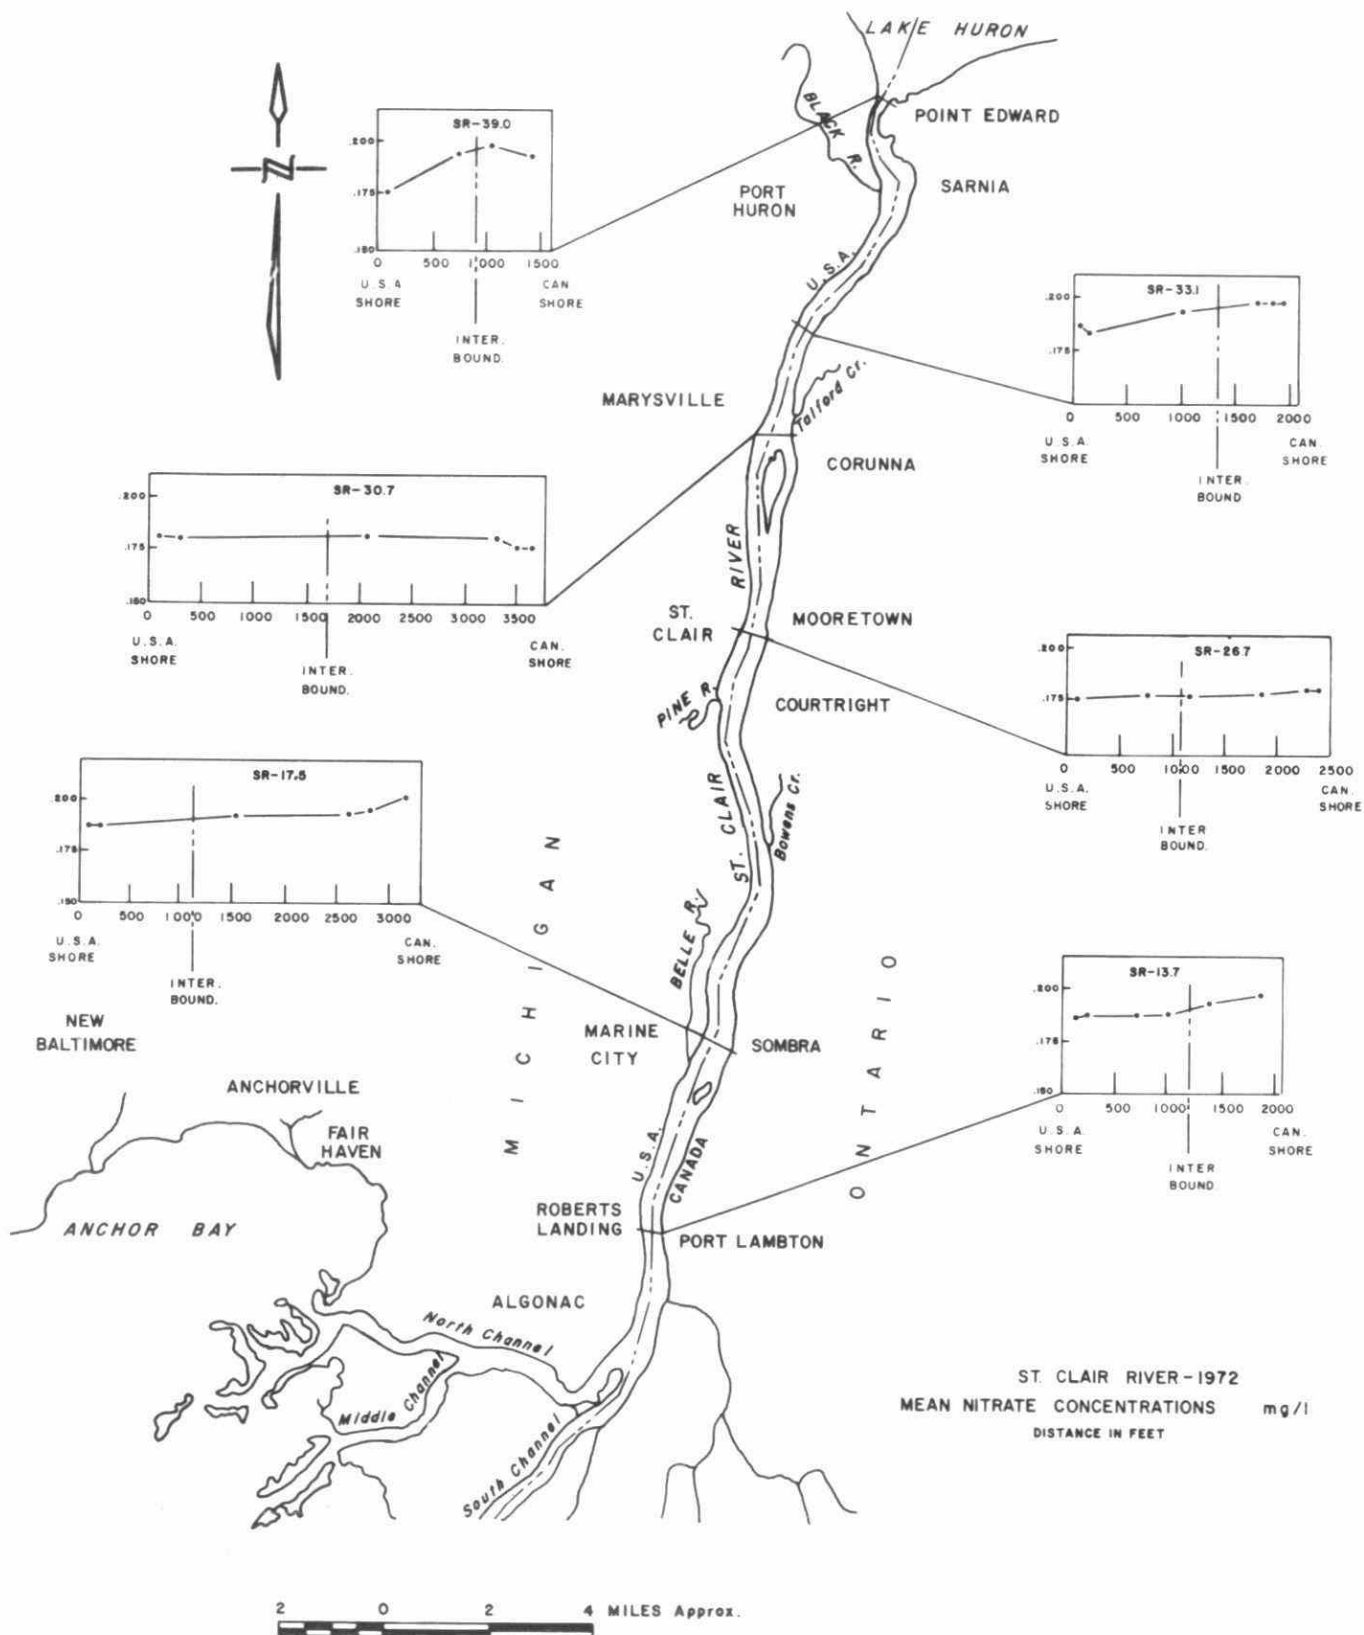 LAKE HURON
BLACK R.
POINT EDWARD
SARNIA
PORT
HURON
U.S.A.
N
SR-39.0
.200
.175
.150
0 500 1000 1500
U.S.A
SHORE
CAN
SHORE
INTER.
BOUND.
SR-33.1
.200
.175
0 500 1000 1500 2000
U.S.A.
SHORE
CAN.
SHORE
INTER.
BOUND
MARYSVILLE
Talford Cr.
CORUNNA
SR-30.7
.200
.175
.150
0 500 1000 1500 2000 2500 3000 3500
U.S.A.
SHORE
CAN.
SHORE
INTER.
BOUND.
RIVER
ST.
CLAIR
MOORETOWN
SR-26.7
.200
.175
0 500 1000 1500 2000 2500
U.S.A.
SHORE
CAN.
SHORE
INTER
BOUND.
PINE R.
COURTRIGHT
ST. CLAIR
Bowens Cr.
SR-17.5
.200
.175
.150
0 500 1000 1500 2000 2500 3000
U.S.A.
SHORE
CAN.
SHORE
INTER.
BOUND.
MICHIGAN
BELLE R.
ONTARIO
SR-13.7
.200
.175
.150
0 500 1000 1500 2000
U.S.A.
SHORE
CAN.
SHORE
INTER
BOUND
NEW
BALTIMORE
MARINE
CITY
SOMBRA
ANCHORVILLE
FAIR
HAVEN
U.S.A.
CANADA
ANCHOR BAY
ROBERTS
LANDING
PORT LAMBTON
ALGONAC
North Channel
Middle Channel
South Channel
ST. CLAIR RIVER-1972
MEAN NITRATE CONCENTRATIONS mg/l
DISTANCE IN FEET
2 0 2 4 MILES Approx.